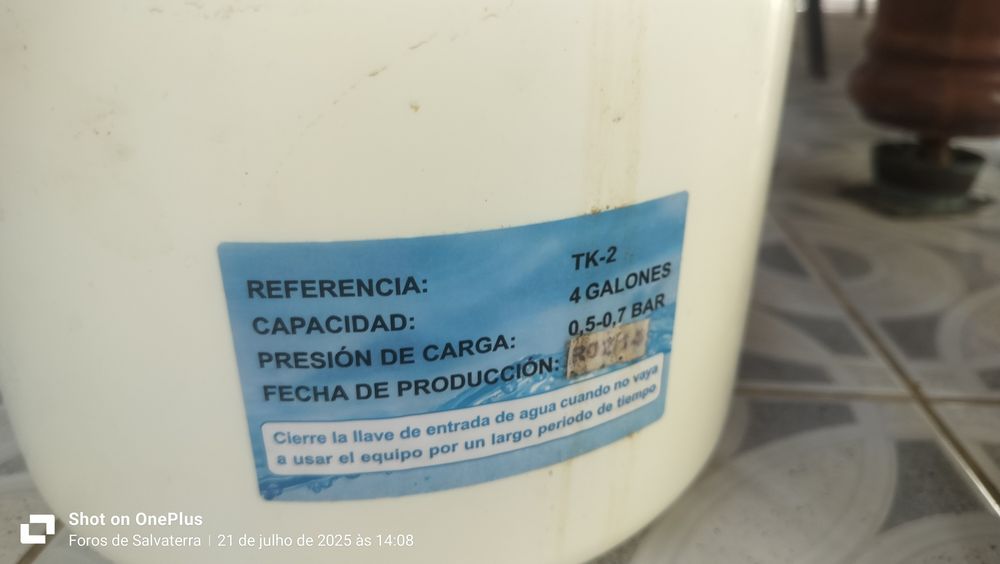 REFERENCIA: TK-2
CAPACIDAD: 4 GALONES
PRESIÓN DE CARGA: 0,5-0,7 BAR
FECHA DE PRODUCCIÓN:
Cierre la llave de entrada de agua cuando no vaya
a usar el equipo por un largo periodo de tiempo
Shot on OnePlus
Foros de Salvaterra | 21 de julho de 2025 às 14:08